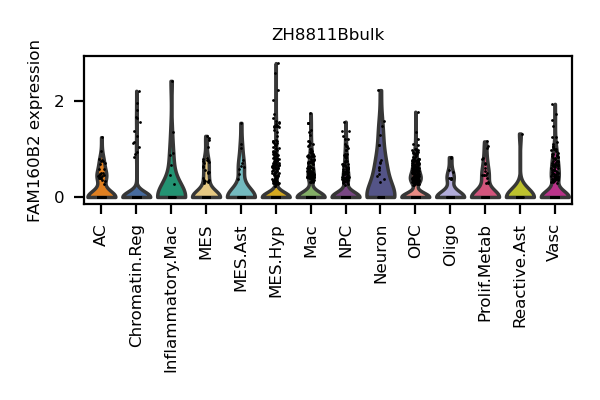 ZH8811Bbulk
FAM160B2 expression
2
0
AC
Chromatin.Reg
Inflammatory.Mac
MES
MES.Ast
MES.Hyp
Mac
NPC
Neuron
OPC
Oligo
Prolif.Metab
Reactive.Ast
Vasc